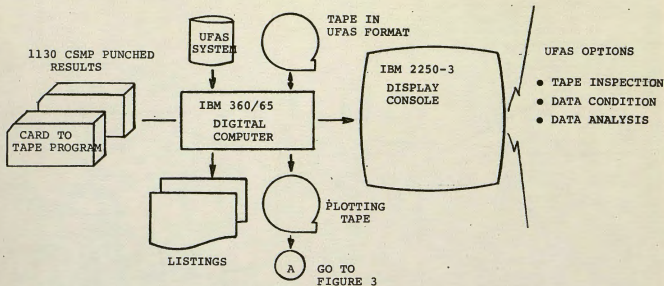 1130 CSMP PUNCHED
RESULTS
CARD TO
TAPE PROGRAM
UFAS
SYSTEM
TAPE IN
UFAS FORMAT
IBM 360/65
DIGITAL
COMPUTER
LISTINGS
PLOTTING
TAPE
A
GO TO
FIGURE 3
IBM 2250-3
DISPLAY
CONSOLE
UFAS OPTIONS
• TAPE INSPECTION
• DATA CONDITION
• DATA ANALYSIS